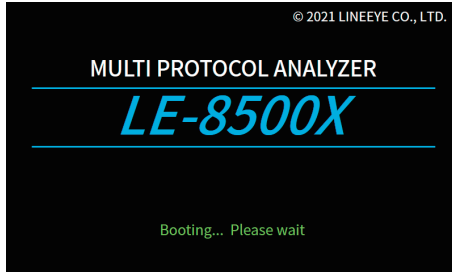 © 2021 LINEEYE CO., LTD.
MULTI PROTOCOL ANALYZER
LE-8500X
Booting... Please wait